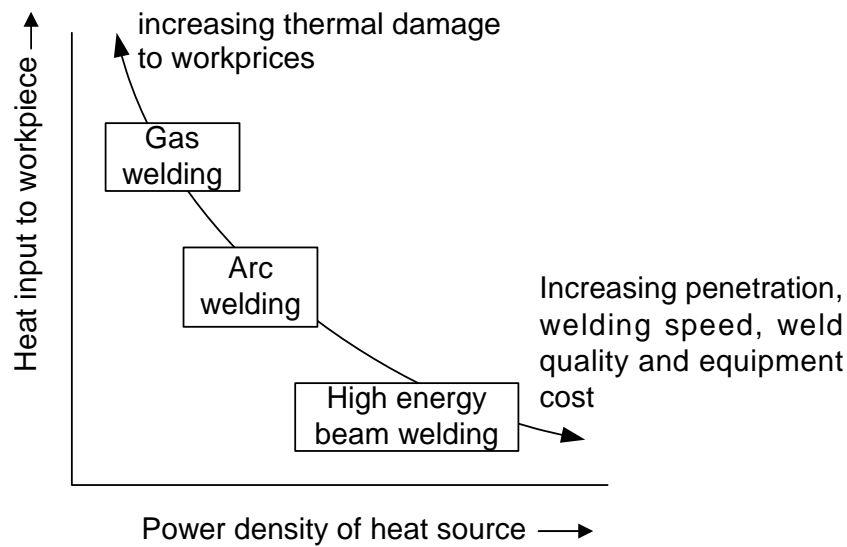 increasing thermal damage
to workprices
Heat input to workpiece
Gas
welding
Arc
welding
Increasing penetration,
welding speed, weld
quality and equipment
cost
High energy
beam welding
Power density of heat source